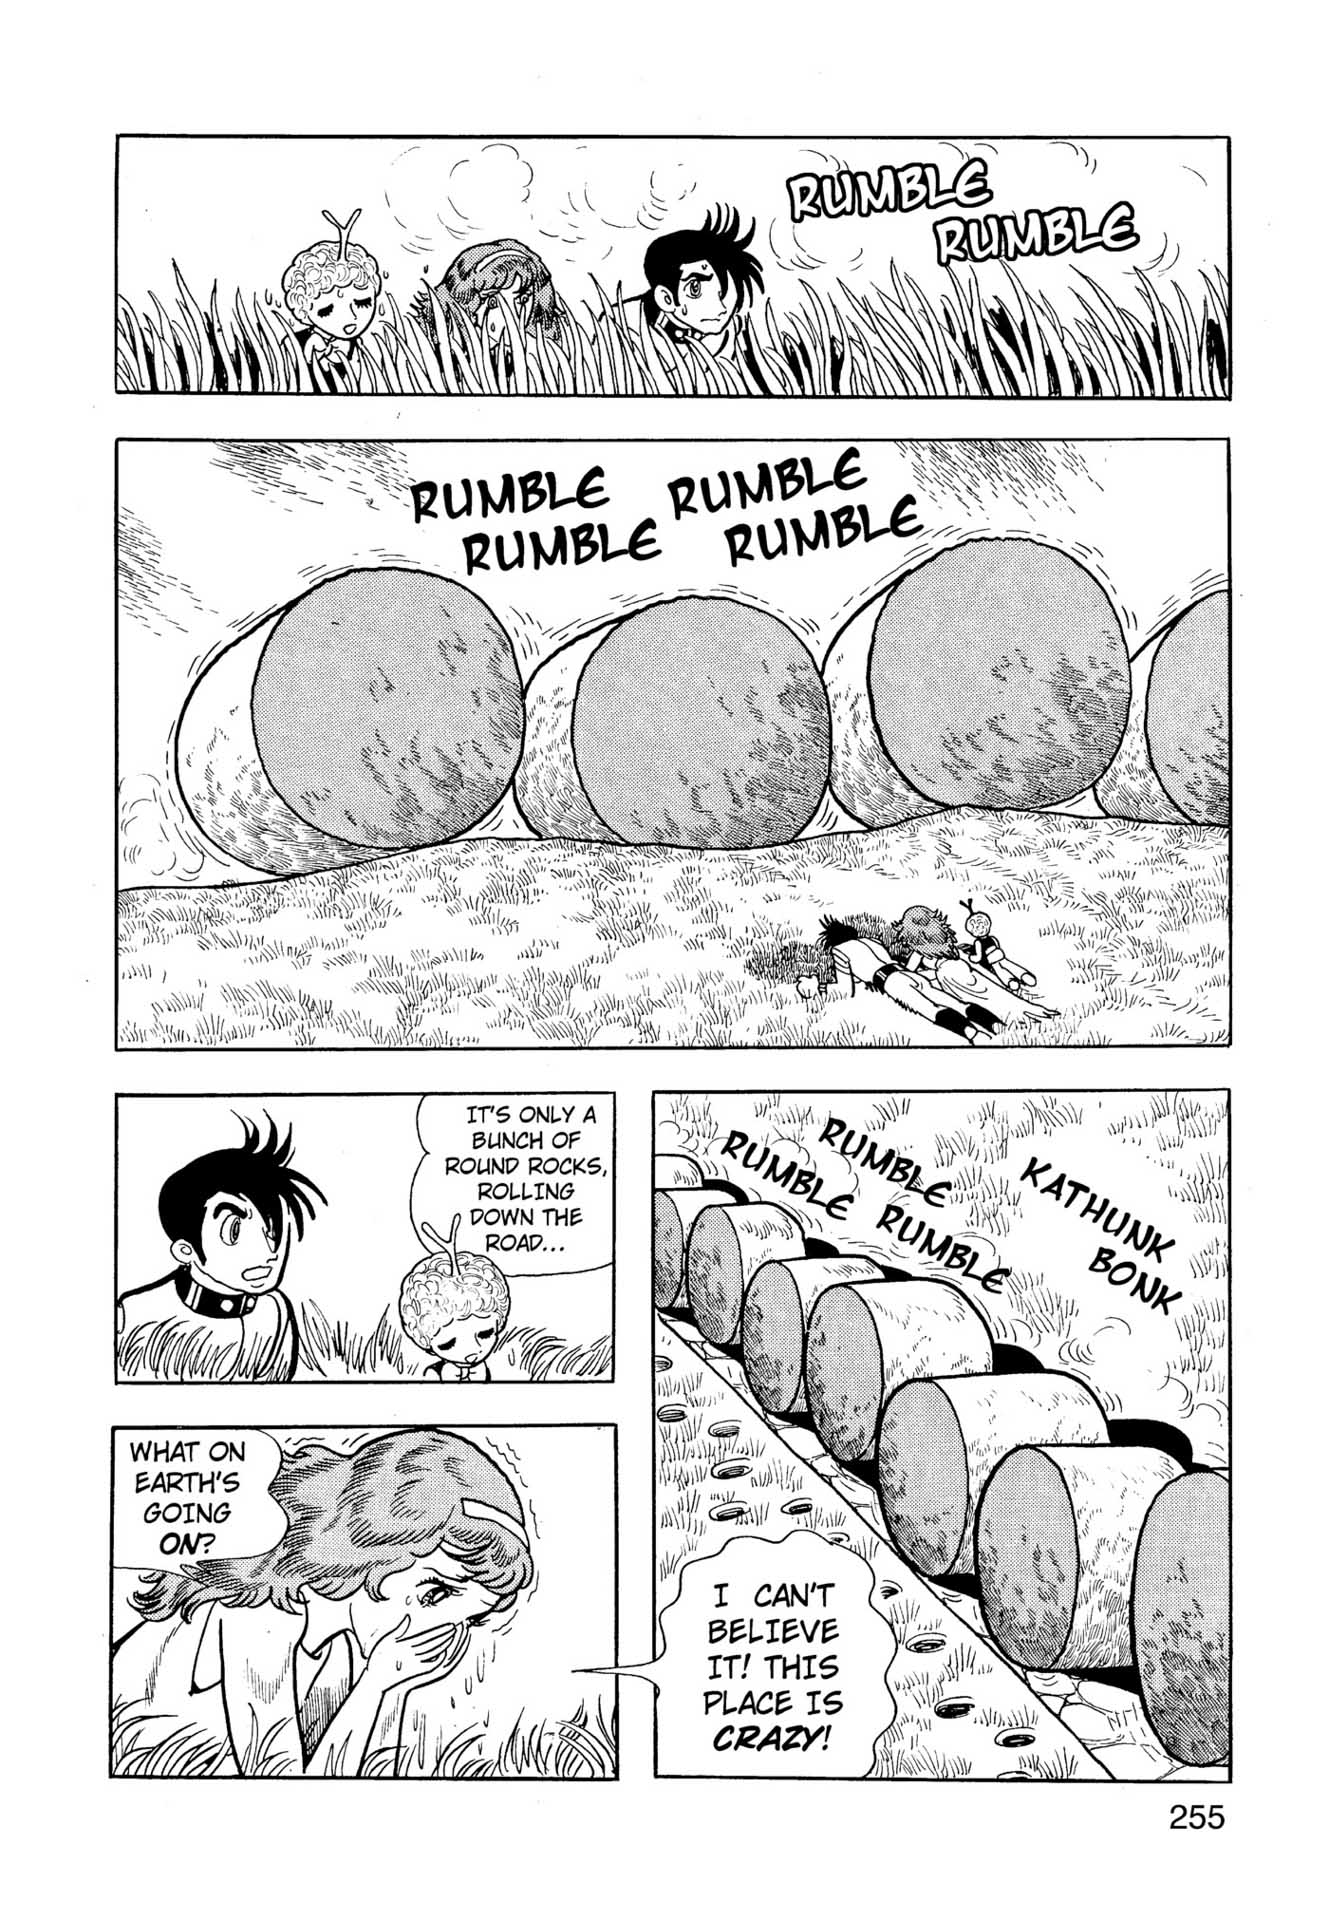 RUMBLE
RUMBLE
RUMBLE RUMBLE
RUMBLE RUMBLE
IT'S ONLY A
BUNCH OF
ROUND ROCKS,
ROLLING
DOWN THE
ROAD...
WHAT ON
EARTH'S
GOING
ON?
RUMBLE
RUMBLE
RUMBLE
KATHUNK
BONK
I CAN'T
BELIEVE
IT! THIS
PLACE IS
CRAZY!
255